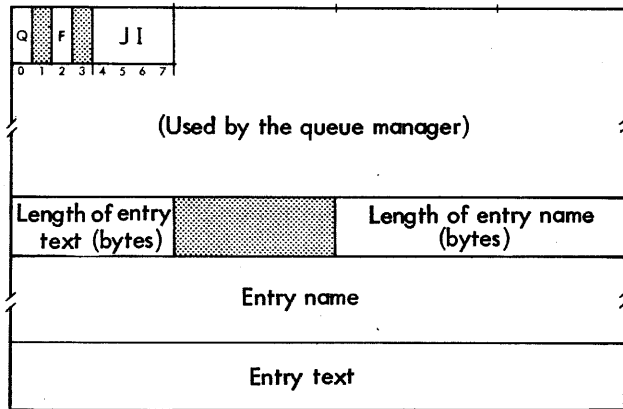 Q F J I
0 1 2 3 4 5 6 7
(Used by the queue manager)
Length of entry
text (bytes)
Length of entry name
(bytes)
Entry name
Entry text